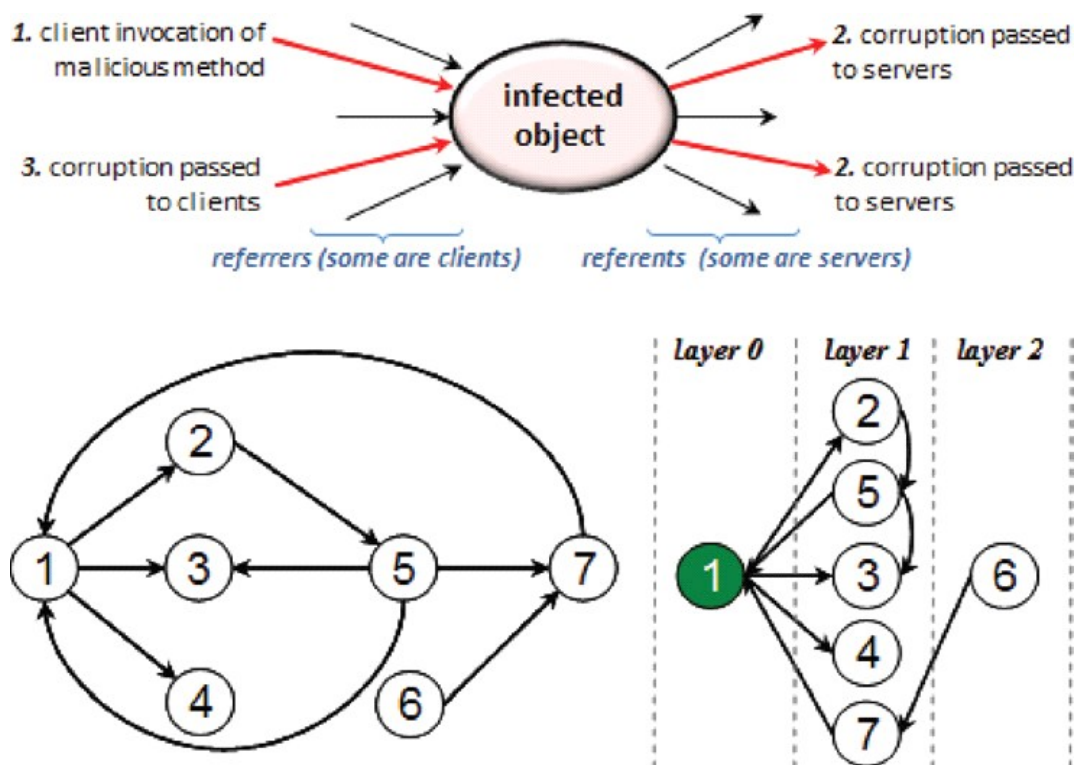 1. client invocation of
malicious method
3. corruption passed
to clients
infected
object
2. corruption passed
to servers
2. corruption passed
to servers
referrers (some are clients)
referents (some are servers)
1
2
3
4
5
6
7
layer 0
layer 1
layer 2
1
2
5
3
4
7
6